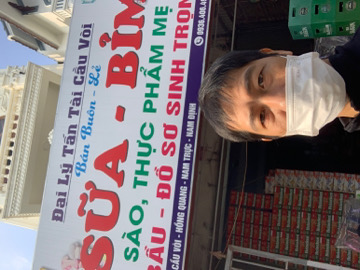 Đại Lý Tấn Tài Cầu Vòi
Bán Buôn - Lẻ
SỮA - BỈM
SÀO, THỰC PHẨM MẸ
BẦU - ĐỒ SƠ SINH TRỌN
CẦU VÒI - HỒNG QUANG - NAM TRỰC - NAM ĐỊNH